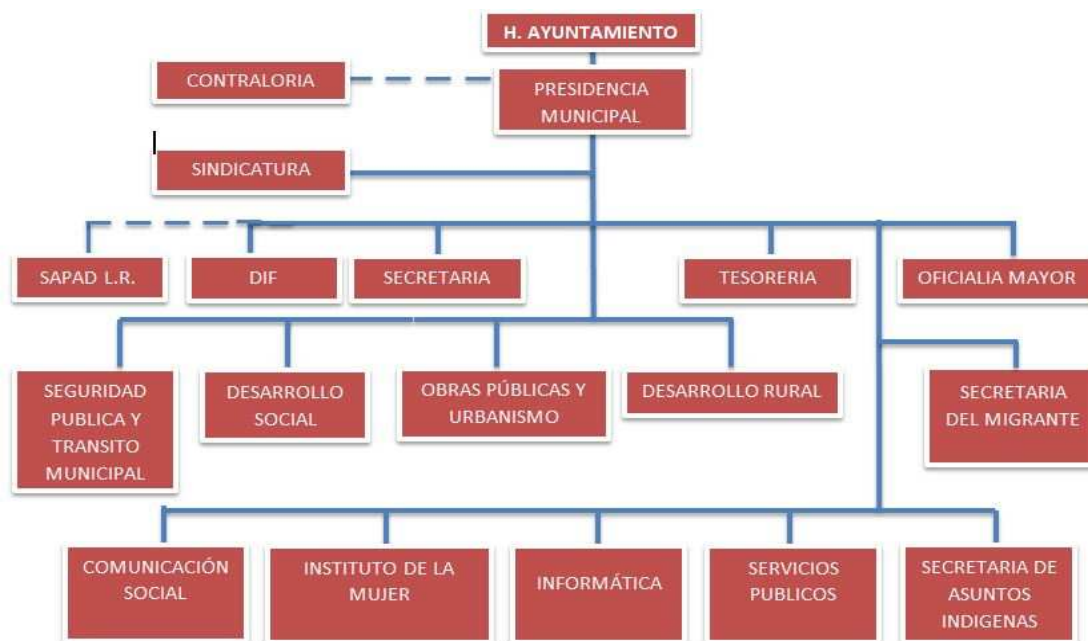 H. AYUNTAMIENTO
CONTRALORIA
PRESIDENCIA
MUNICIPAL
SINDICATURA
SAPAD L.R.
DIF
SECRETARIA
TESORERIA
OFICIALIA MAYOR
SEGURIDAD
PUBLICA Y
TRANSITO
MUNICIPAL
DESARROLLO
SOCIAL
OBRAS PÚBLICAS Y
URBANISMO
DESARROLLO RURAL
SECRETARIA
DEL MIGRANTE
COMUNICACIÓN
SOCIAL
INSTITUTO DE LA
MUJER
INFORMÁTICA
SERVICIOS
PUBLICOS
SECRETARIA DE
ASUNTOS
INDIGENAS